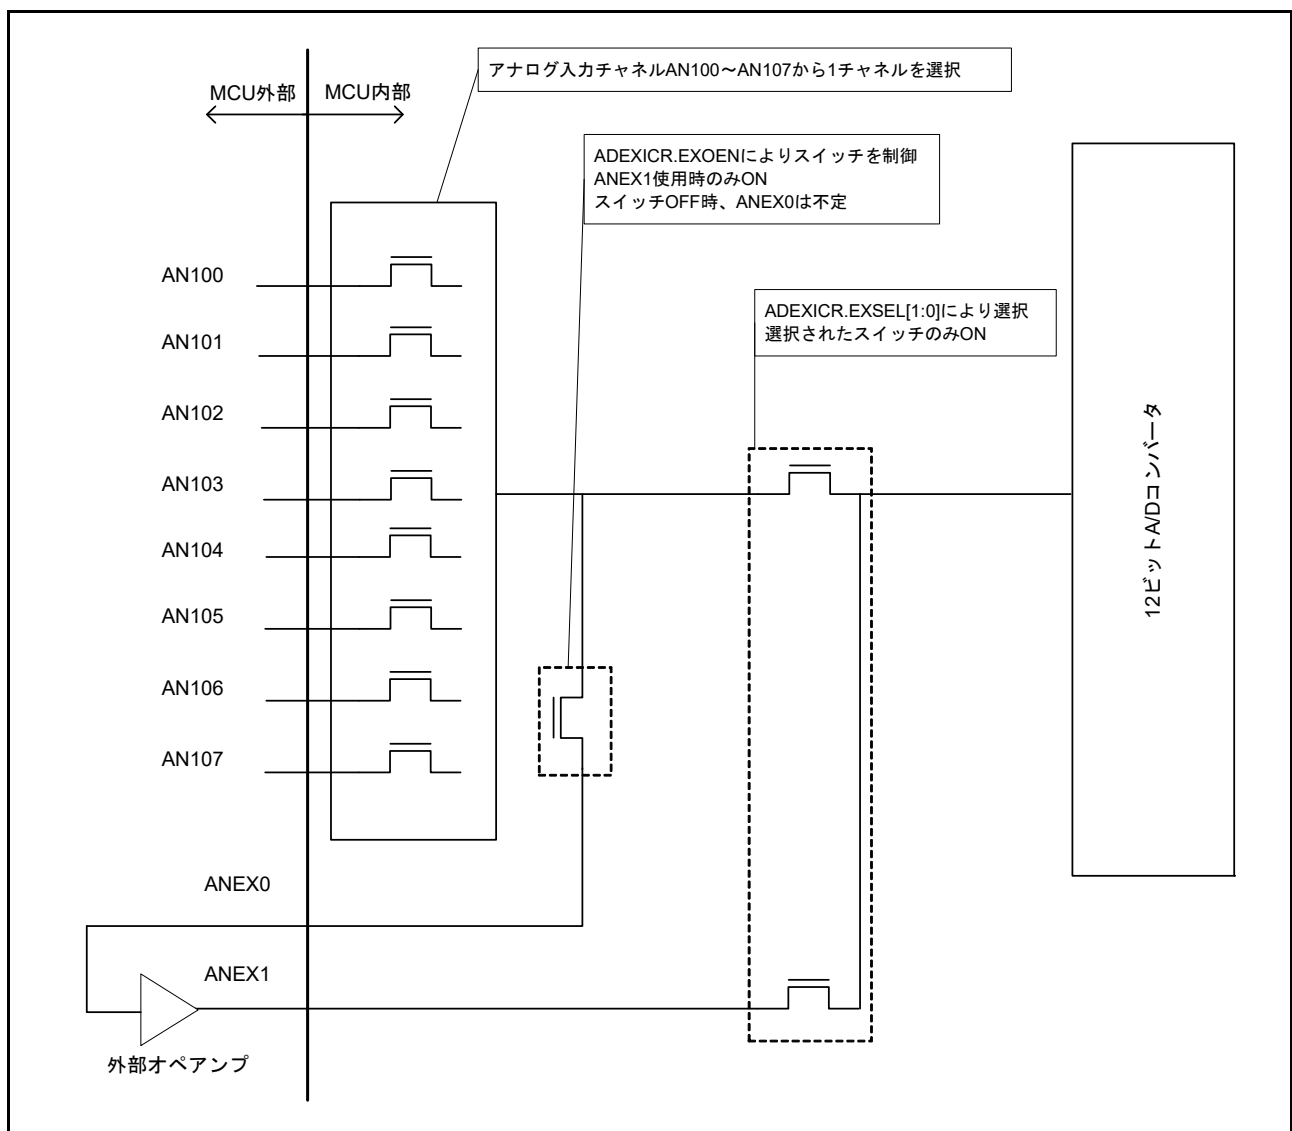 アナログ入力チャネルAN100～AN107から1チャネルを選択
MCU外部
MCU内部
ADEXICR.EXOENによりスイッチを制御
ANEX1使用時のみON
スイッチOFF時、ANEX0は不定
AN100
ADEXICR.EXSEL[1:0]により選択
選択されたスイッチのみON
AN101
AN102
AN103
AN104
AN105
AN106
AN107
12ビットA/Dコンバータ
ANEX0
ANEX1
外部オペアンプ